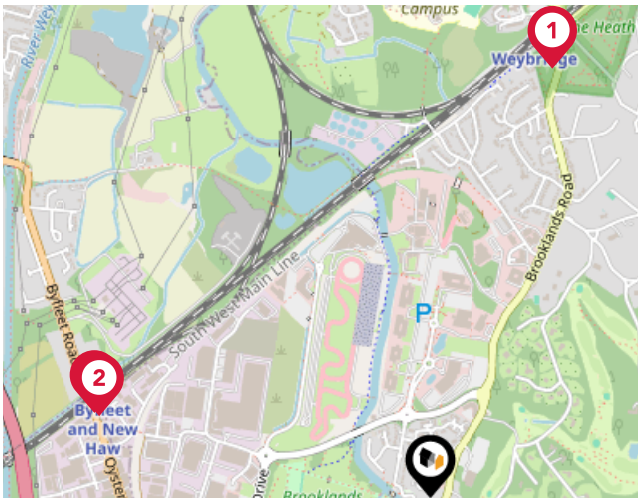 Campus
River Wey
1
he Heath
Weybridge
Brooklands Road
South West Main Line
Byfleet Road
P
2
Byfleet
and New
Haw
Oyster
Drive
Brooklands